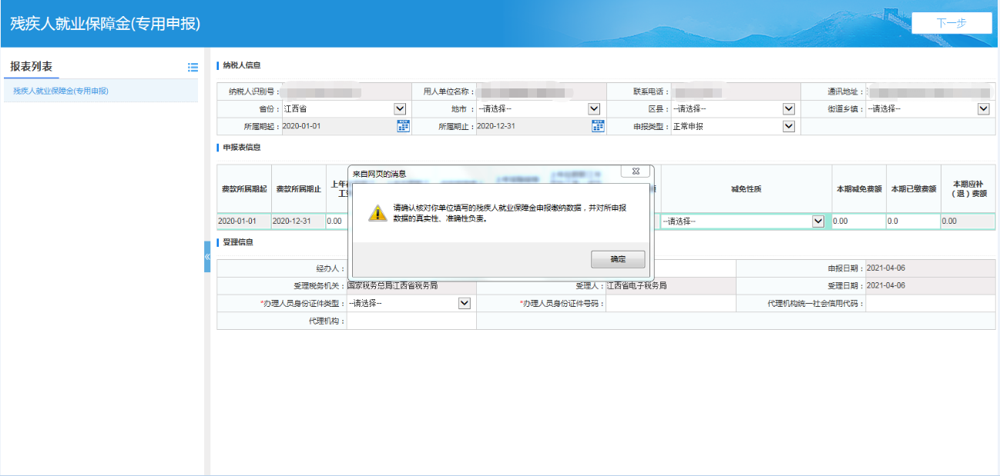 残疾人就业保障金(专用申报)
下一步
报表列表
残疾人就业保障金(专用申报)
纳税人信息
纳税人识别号： 用人单位名称： 联系电话： 通讯地址：
省份：江西省 地市：--请选择-- 区县：--请选择-- 街道乡镇：--请选择--
所属期起：2020-01-01 所属期止：2020-12-31 申报类型：正常申报
申报表信息
费款所属期起 费款所属期止 上年 减免性质 本期减免费额 本期已缴费额 本期应补
工 （退）费额
2020-01-01 2020-12-31 0.00 --请选择-- 0.00 0.0 0.00
来自网页的消息
请确认核对你单位填写的残疾人就业保障金申报缴纳数据，并对所申报
数据的真实性、准确性负责。
确定
受理信息
经办人： 申报日期：2021-04-06
受理税务机关：国家税务总局江西省税务局 受理人：江西省电子税务局 受理日期：2021-04-06
*办理人员身份证件类型：--请选择-- *办理人员身份证件号码： 代理机构统一社会信用代码：
代理机构：